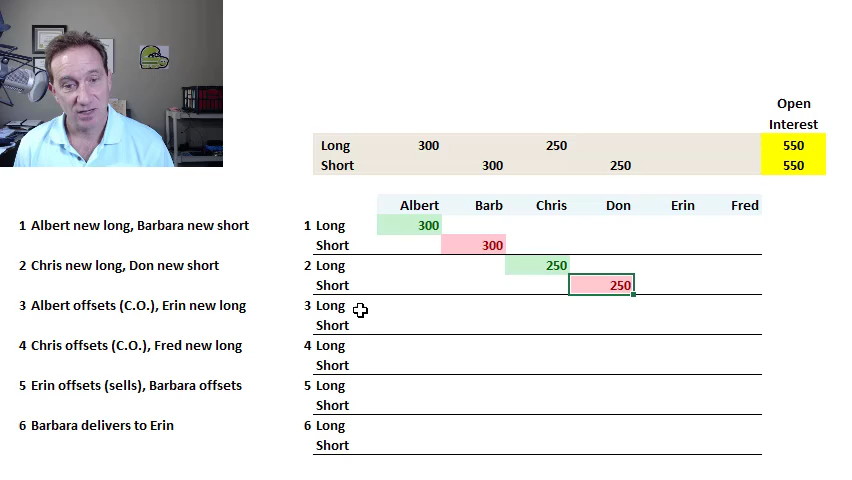 Open
Interest
Long 300 250 550
Short 300 250 550
Albert Barb Chris Don Erin Fred
1 Albert new long, Barbara new short 1 Long 300
Short 300
2 Chris new long, Don new short 2 Long 250
Short 250
3 Albert offsets (C.O.), Erin new long 3 Long
Short
4 Chris offsets (C.O.), Fred new long 4 Long
Short
5 Erin offsets (sells), Barbara offsets 5 Long
Short
6 Barbara delivers to Erin 6 Long
Short